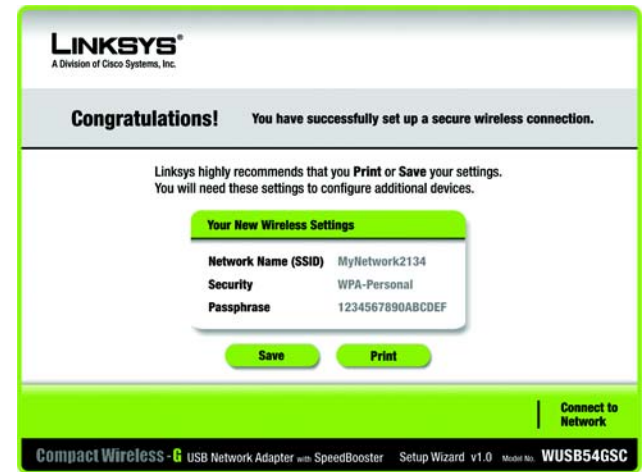 LINKSYS®
A Division of Cisco Systems, Inc.
Congratulations! You have successfully set up a secure wireless connection.
Linksys highly recommends that you Print or Save your settings.
You will need these settings to configure additional devices.
Your New Wireless Settings
Network Name (SSID) MyNetwork2134
Security WPA-Personal
Passphrase 1234567890ABCDEF
Save Print
Connect to
Network
Compact Wireless-G USB Network Adapter with SpeedBooster Setup Wizard v1.0 Model No. WUSB54GSC